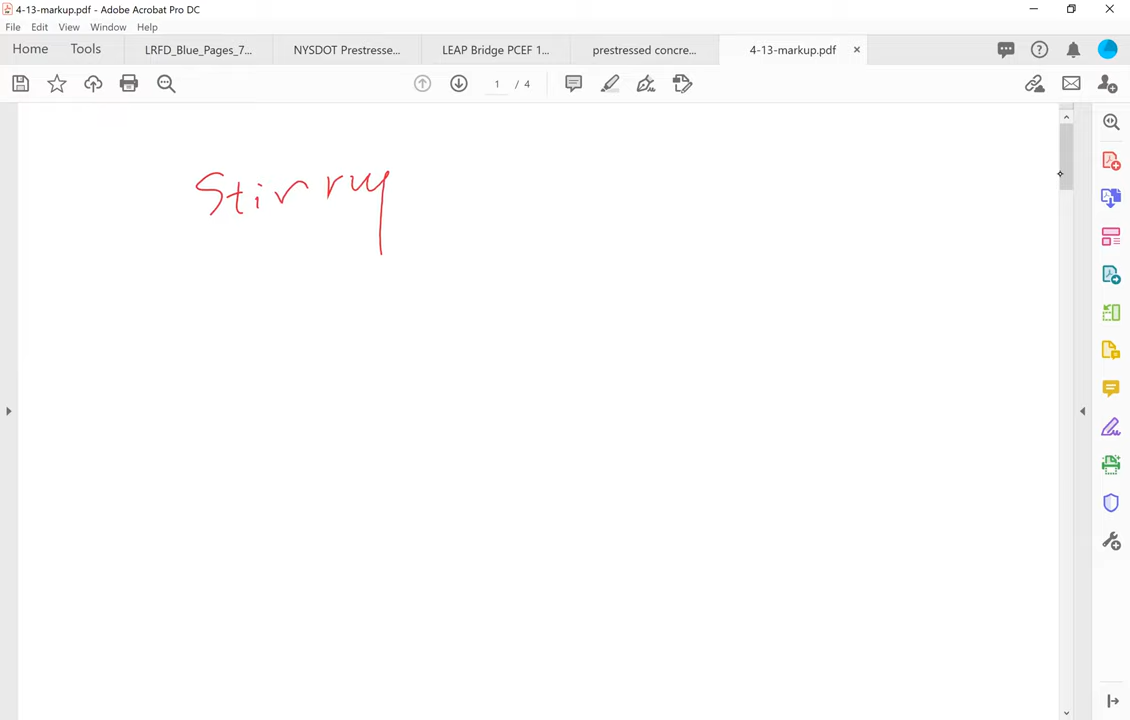 4-13-markup.pdf - Adobe Acrobat Pro DC
File Edit View Window Help
Home Tools LRFD_Blue_Pages_7... NYSDOT Prestresse... LEAP Bridge PCEF 1... prestressed concre... 4-13-markup.pdf ×
1 / 4
Stirrup